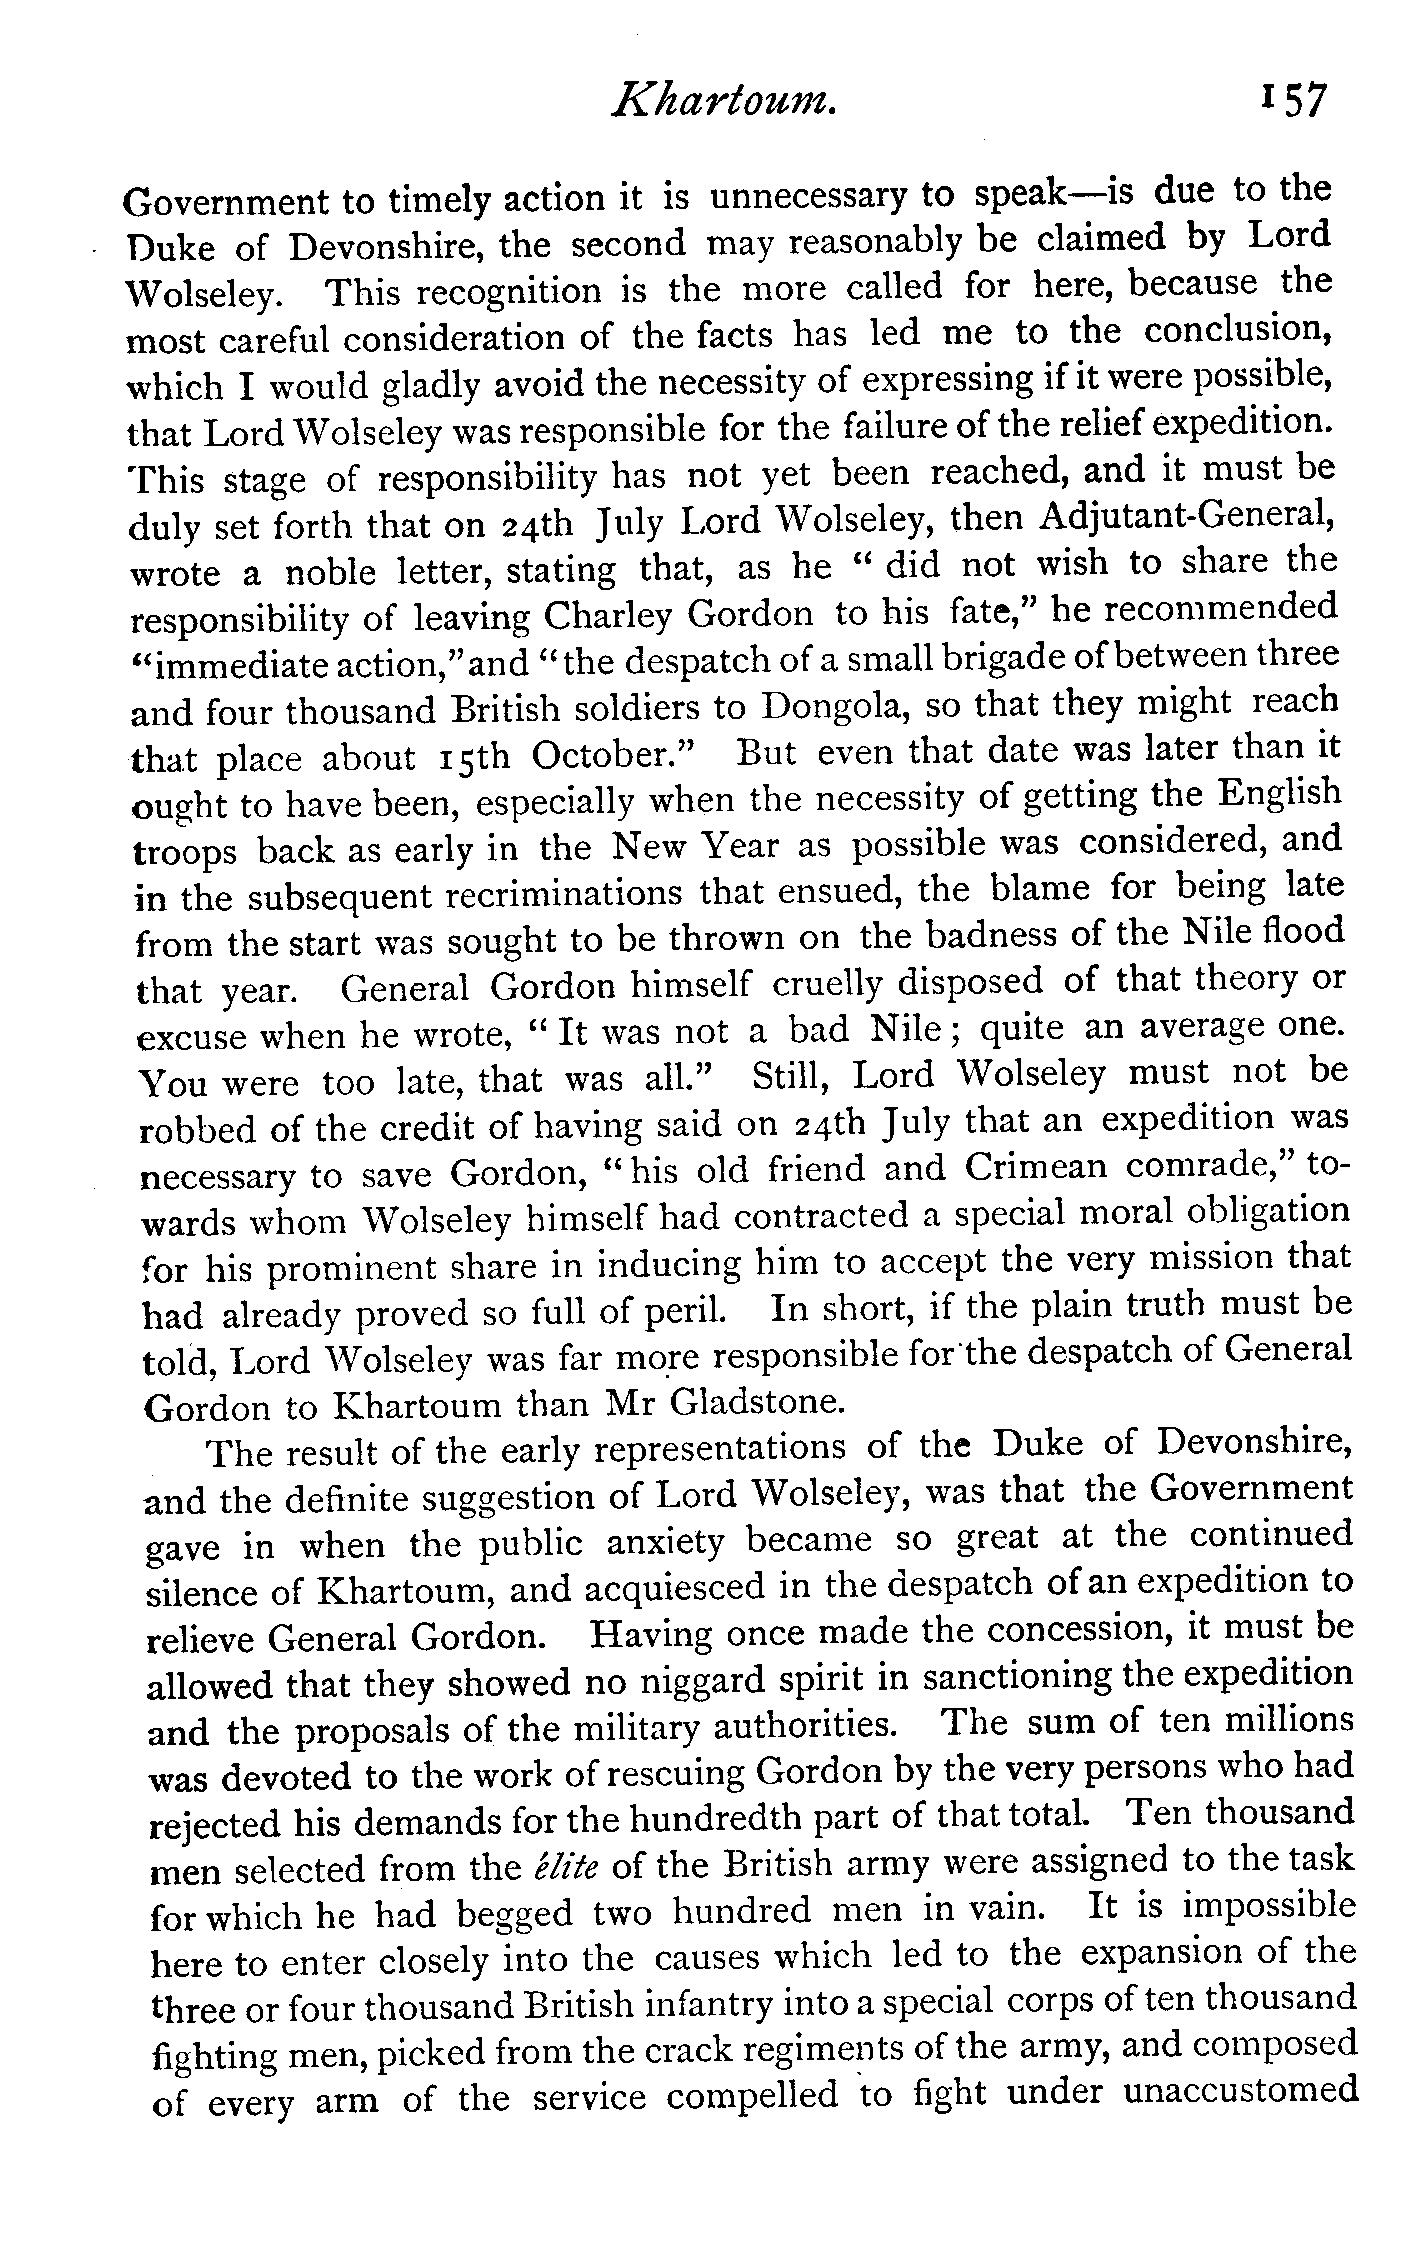 Khartoum. 157
Government to timely action it is unnecessary to speak—is due to the
Duke of Devonshire, the second may reasonably be claimed by Lord
Wolseley. This recognition is the more called for here, because the
most careful consideration of the facts has led me to the conclusion,
which I would gladly avoid the necessity of expressing if it were possible,
that Lord Wolseley was responsible for the failure of the relief expedition.
This stage of responsibility has not yet been reached, and it must be
duly set forth that on 24th July Lord Wolseley, then Adjutant-General,
wrote a noble letter, stating that, as he “ did not wish to share the
responsibility of leaving Charley Gordon to his fate,” he recommended
“immediate action,” and “the despatch of a small brigade of between three
and four thousand British soldiers to Dongola, so that they might reach
that place about 15th October.” But even that date was later than it
ought to have been, especially when the necessity of getting the English
troops back as early in the New Year as possible was considered, and
in the subsequent recriminations that ensued, the blame for being late
from the start was sought to be thrown on the badness of the Nile flood
that year. General Gordon himself cruelly disposed of that theory or
excuse when he wrote, “ It was not a bad Nile ; quite an average one.
You were too late, that was all.” Still, Lord Wolseley must not be
robbed of the credit of having said on 24th July that an expedition was
necessary to save Gordon, “ his old friend and Crimean comrade,” to-
wards whom Wolseley himself had contracted a special moral obligation
for his prominent share in inducing him to accept the very mission that
had already proved so full of peril. In short, if the plain truth must be
told, Lord Wolseley was far more responsible for the despatch of General
Gordon to Khartoum than Mr Gladstone.
The result of the early representations of the Duke of Devonshire,
and the definite suggestion of Lord Wolseley, was that the Government
gave in when the public anxiety became so great at the continued
silence of Khartoum, and acquiesced in the despatch of an expedition to
relieve General Gordon. Having once made the concession, it must be
allowed that they showed no niggard spirit in sanctioning the expedition
and the proposals of the military authorities. The sum of ten millions
was devoted to the work of rescuing Gordon by the very persons who had
rejected his demands for the hundredth part of that total. Ten thousand
men selected from the élite of the British army were assigned to the task
for which he had begged two hundred men in vain. It is impossible
here to enter closely into the causes which led to the expansion of the
three or four thousand British infantry into a special corps of ten thousand
fighting men, picked from the crack regiments of the army, and composed
of every arm of the service compelled to fight under unaccustomed